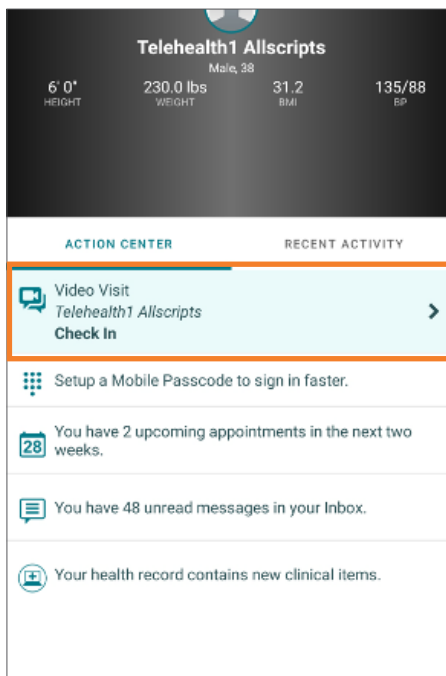 Telehealth1 Allscripts
Male, 38
6' 0" 230.0 lbs 31.2 135/88
HEIGHT WEIGHT BMI BP
ACTION CENTER RECENT ACTIVITY
Video Visit
Telehealth1 Allscripts
Check In
Setup a Mobile Passcode to sign in faster.
28
You have 2 upcoming appointments in the next two
weeks.
You have 48 unread messages in your Inbox.
Your health record contains new clinical items.